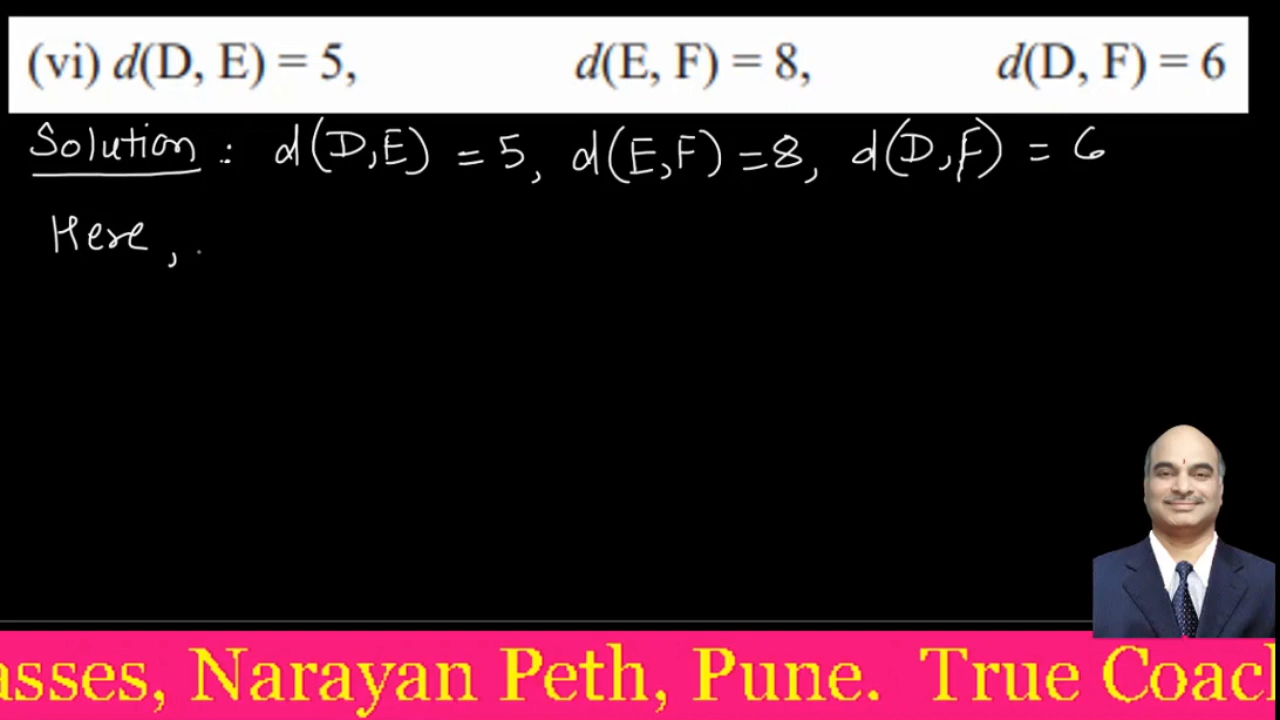 (vi) d(D, E) = 5, d(E, F) = 8, d(D, F) = 6
Solution : d(D,E) = 5, d(E,F) = 8, d(D,F) = 6
Here,
asses, Narayan Peth, Pune. True Coac